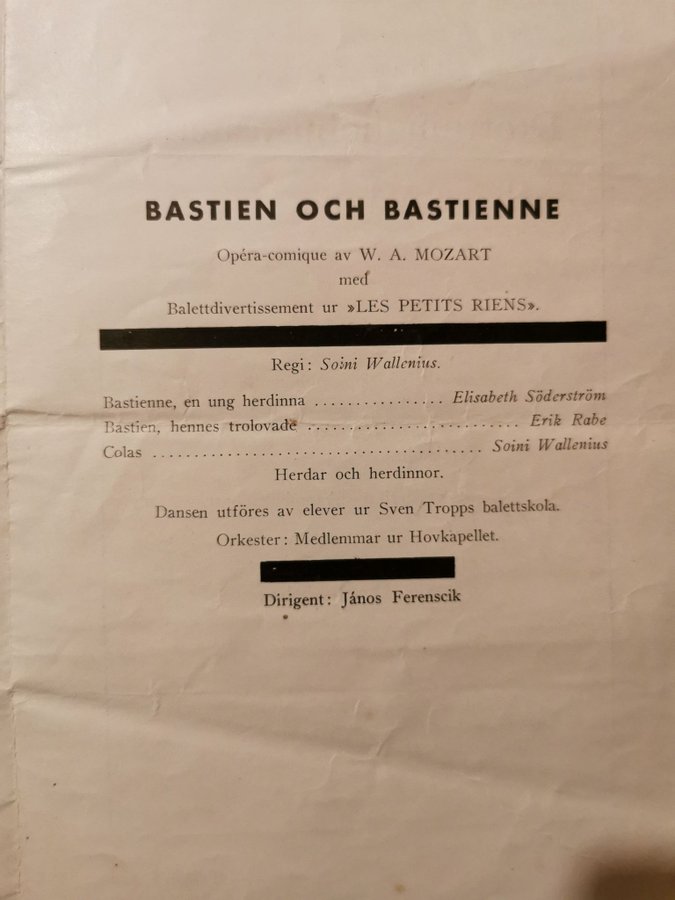 BASTIEN OCH BASTIENNE
Opéra-comique av W. A. MOZART
med
Balettdivertissement ur »LES PETITS RIENS».
Regi: Soini Wallenius.
Bastienne, en ung herdinna ................ Elisabeth Söderström
Bastien, hennes trolovade .......................... Erik Rabe
Colas ........................................ Soini Wallenius
Herdar och herdinnor.
Dansen utföres av elever ur Sven Tropps balettskola.
Orkester: Medlemmar ur Hovkapellet.
Dirigent: János Ferenscik